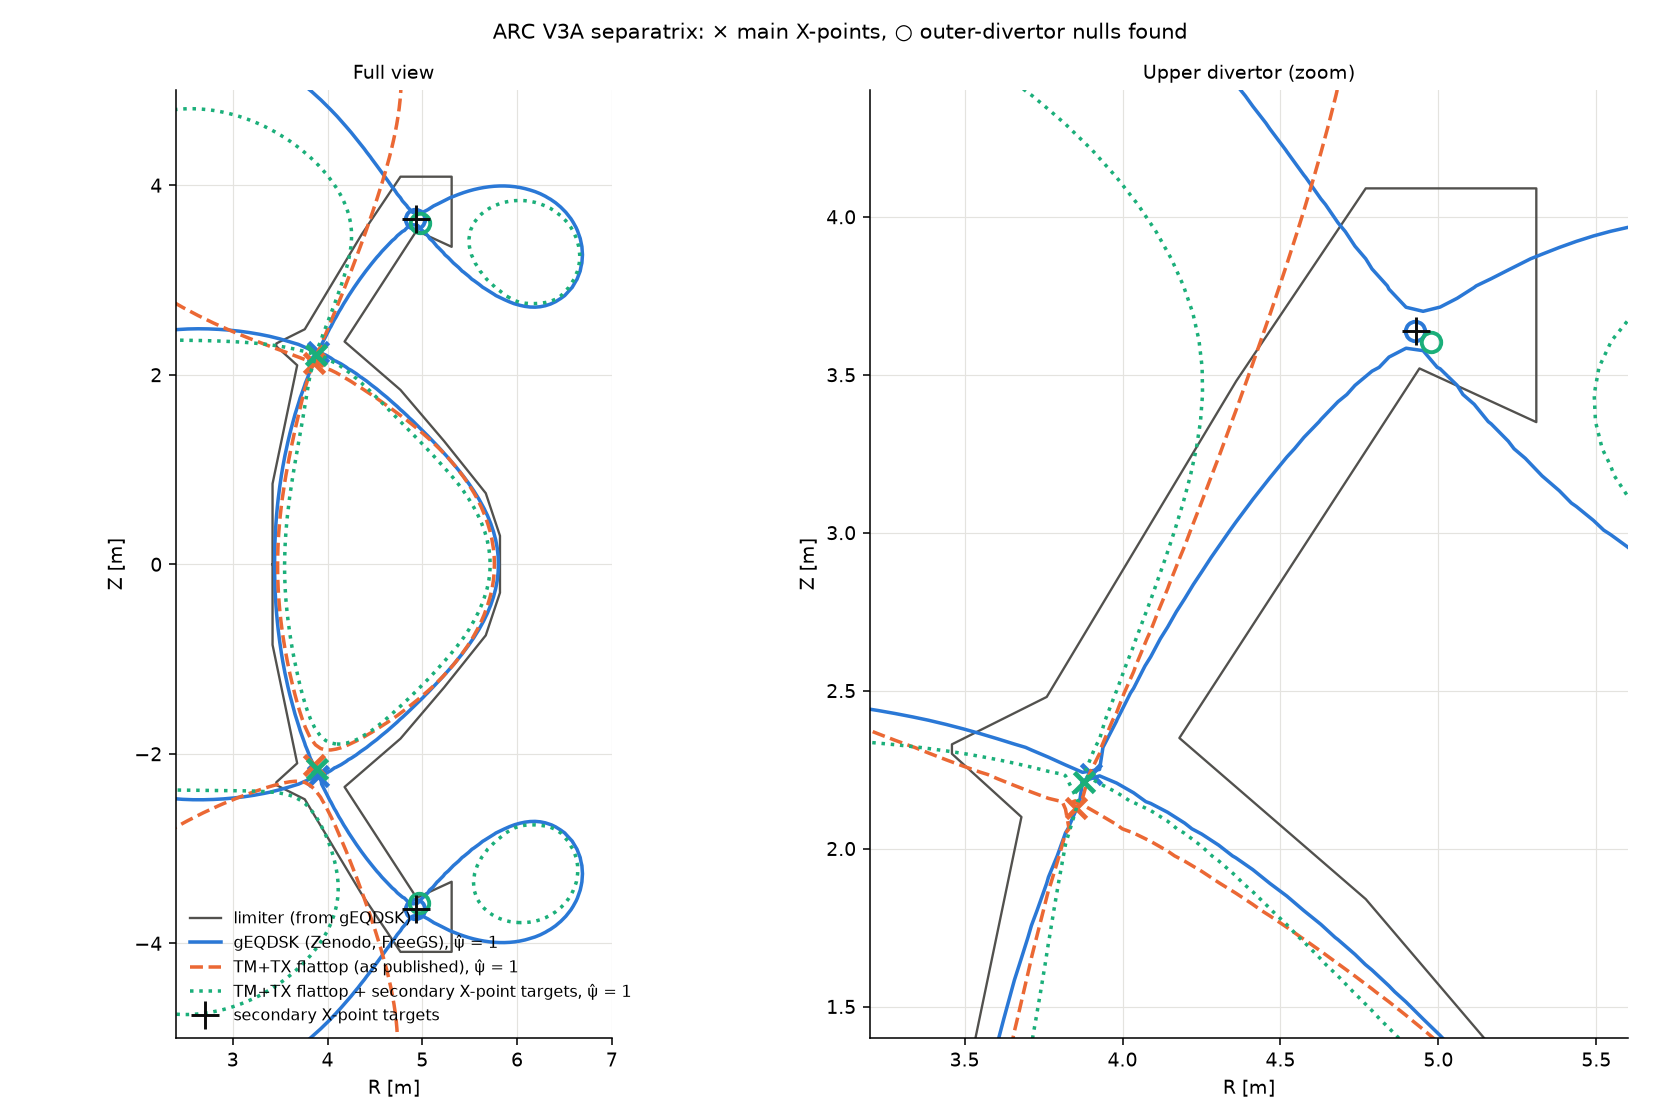 ARC V3A separatrix: × main X-points, ○ outer-divertor nulls found
Full view
Upper divertor (zoom)
4
2
0
−2
−4
Z [m]
3
4
5
6
7
R [m]
limiter (from gEQDSK)
gEQDSK (Zenodo, FreeGS), ψ̂ = 1
TM+TX flattop (as published), ψ̂ = 1
TM+TX flattop + secondary X-point targets, ψ̂ = 1
secondary X-point targets
4.0
3.5
3.0
2.5
2.0
1.5
Z [m]
3.5
4.0
4.5
5.0
5.5
R [m]